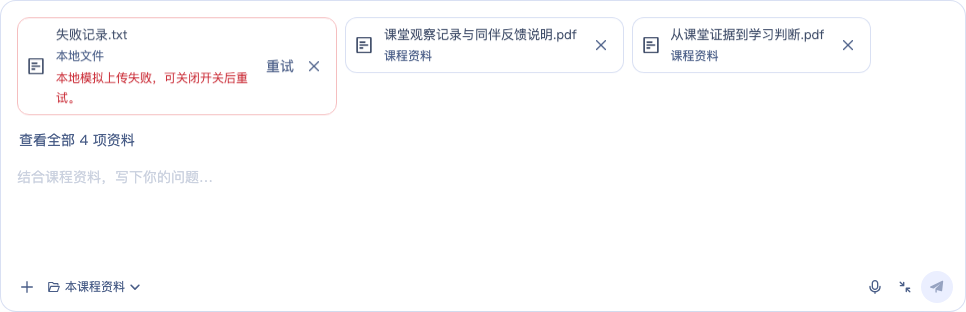 失败记录.txt
本地文件
本地模拟上传失败，可关闭开关后重
试。
重试
课堂观察记录与同伴反馈说明.pdf
课程资料
从课堂证据到学习判断.pdf
课程资料
查看全部 4 项资料
结合课程资料，写下你的问题...
本课程资料